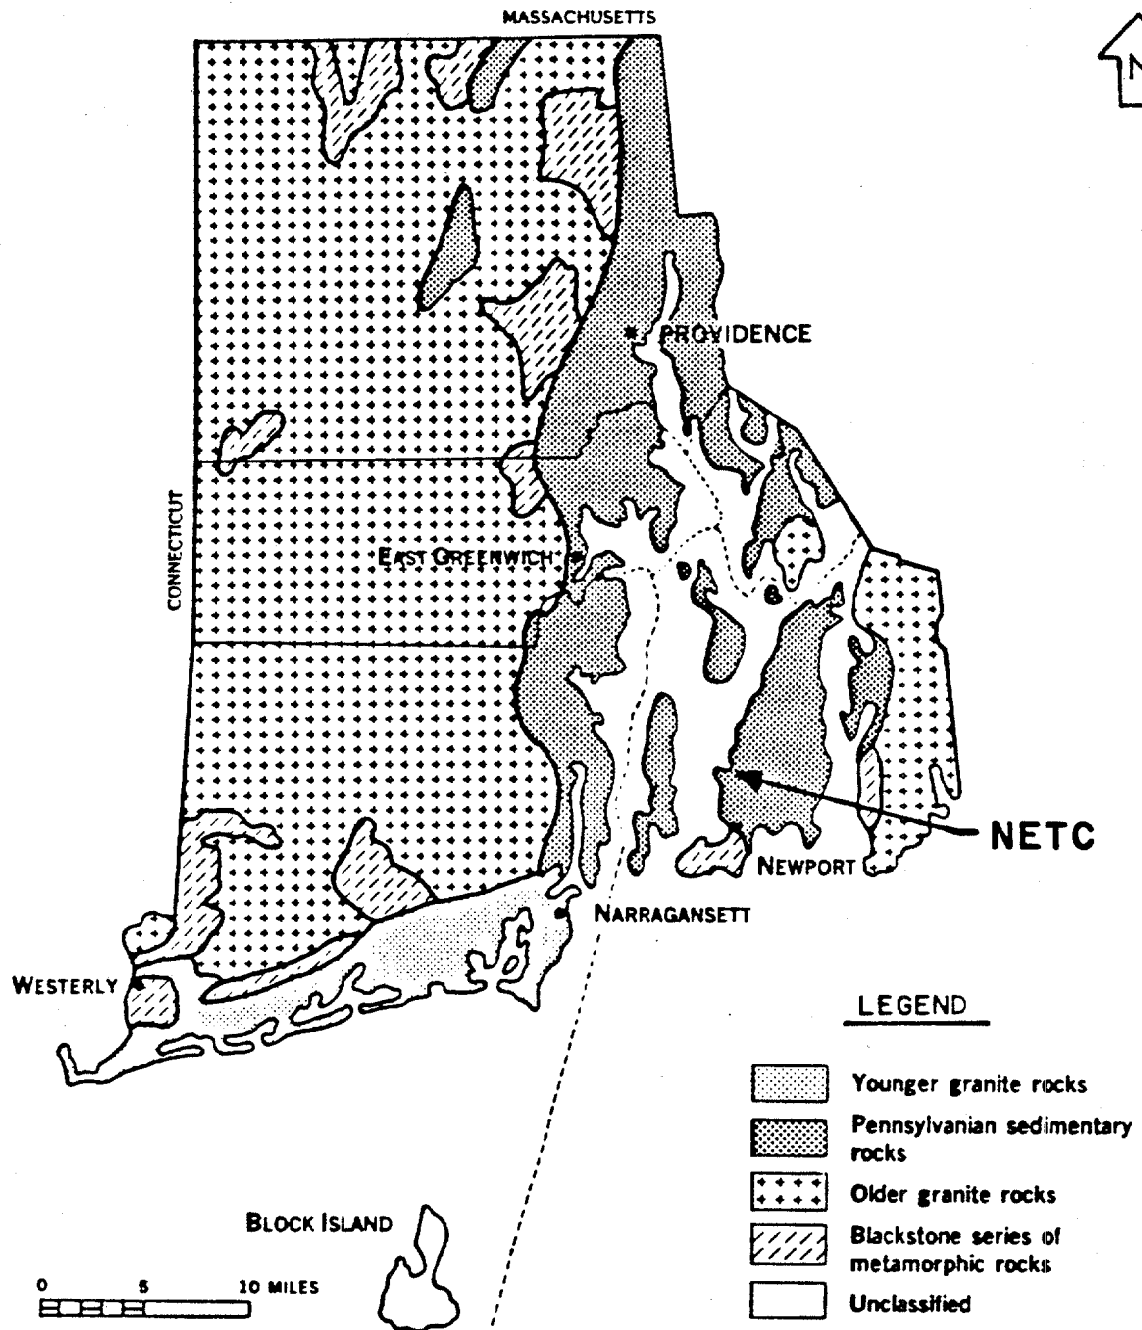 MASSACHUSETTS
N
PROVIDENCE
CONNECTICUT
EAST GREENWICH
NETC
NEWPORT
NARRAGANSETT
WESTERLY
LEGEND
Younger granite rocks
Pennsylvanian sedimentary
rocks
Older granite rocks
Blackstone series of
metamorphic rocks
Unclassified
BLOCK ISLAND
0 5 10 MILES